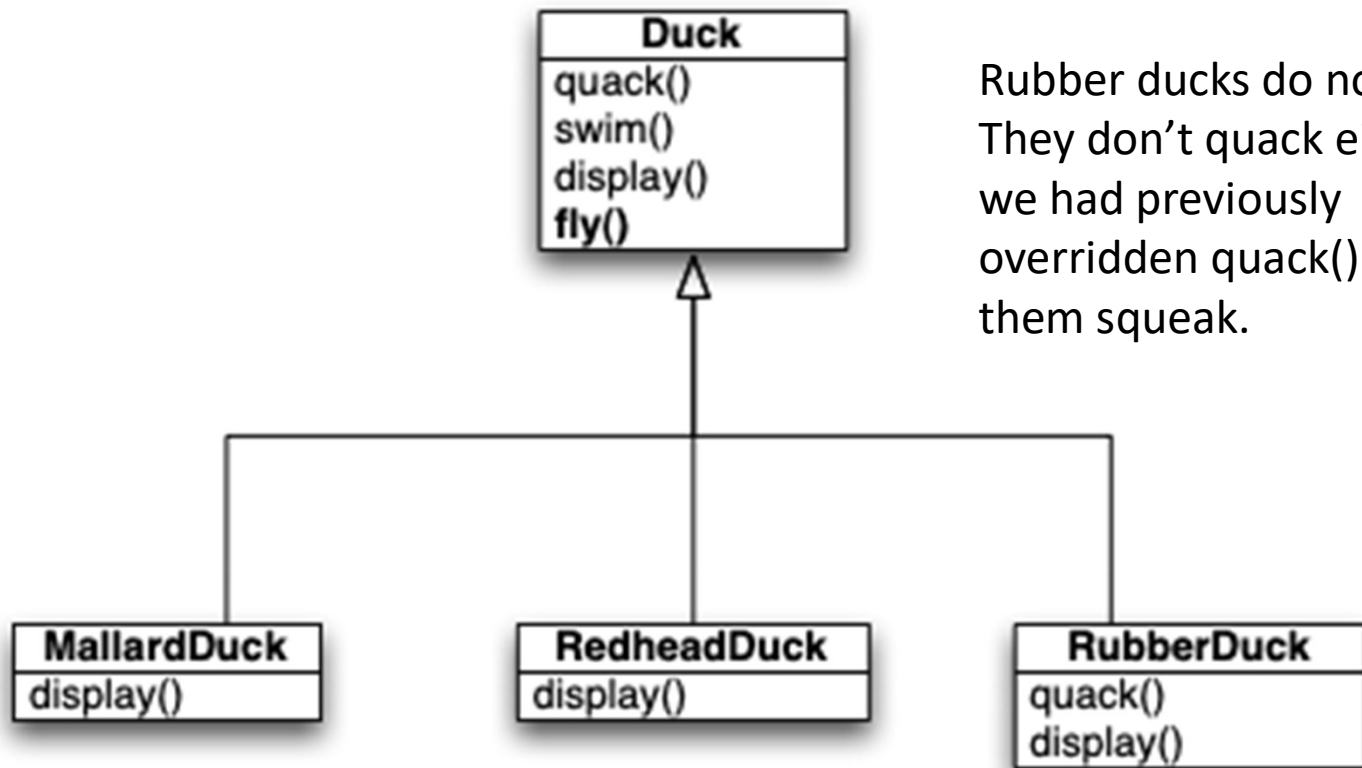 Duck
quack()
swim()
display()
fly()
Rubber ducks do
They don’t quack
we had previously
overridden quack()
them squeak.
MallardDuck
display()
RedheadDuck
display()
RubberDuck
quack()
display()